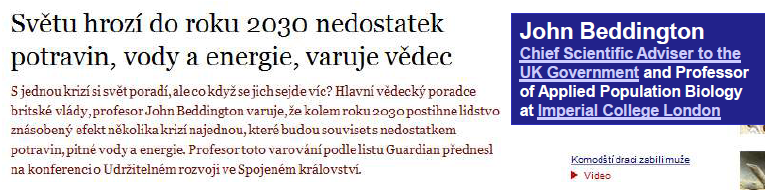 Světu hrozí do roku 2030 nedostatek
potravin, vody a energie, varuje vědec
S jednou krizí si svět poradí, ale co když se jich sejde víc? Hlavní vědecký poradce
britské vlády, profesor John Beddington varuje, že kolem roku 2030 postihne lidstvo
znásobený efekt několika krizí najednou, které budou souviset s nedostatkem
potravin, pitné vody a energie. Profesor toto varování podle listu Guardian přednesl
na konferenci o Udržitelném rozvoji ve Spojeném království.
John Beddington
Chief Scientific Adviser to the
UK Government and Professor
of Applied Population Biology
at Imperial College London
Komodští draci zabili muže
Video